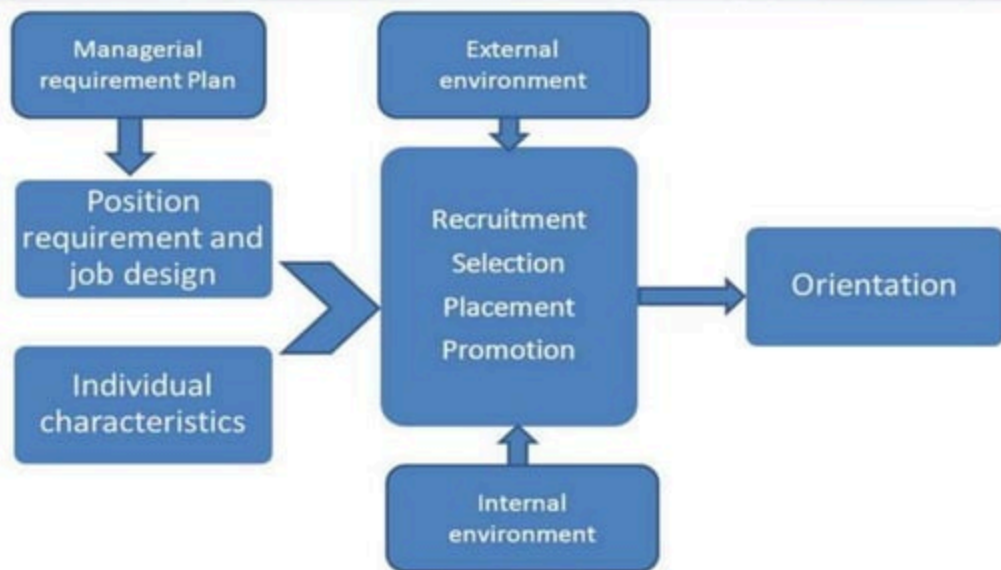 Managerial
requirement Plan
External
environment
Position
requirement and
job design
Recruitment
Selection
Placement
Promotion
Orientation
Individual
characteristics
Internal
environment